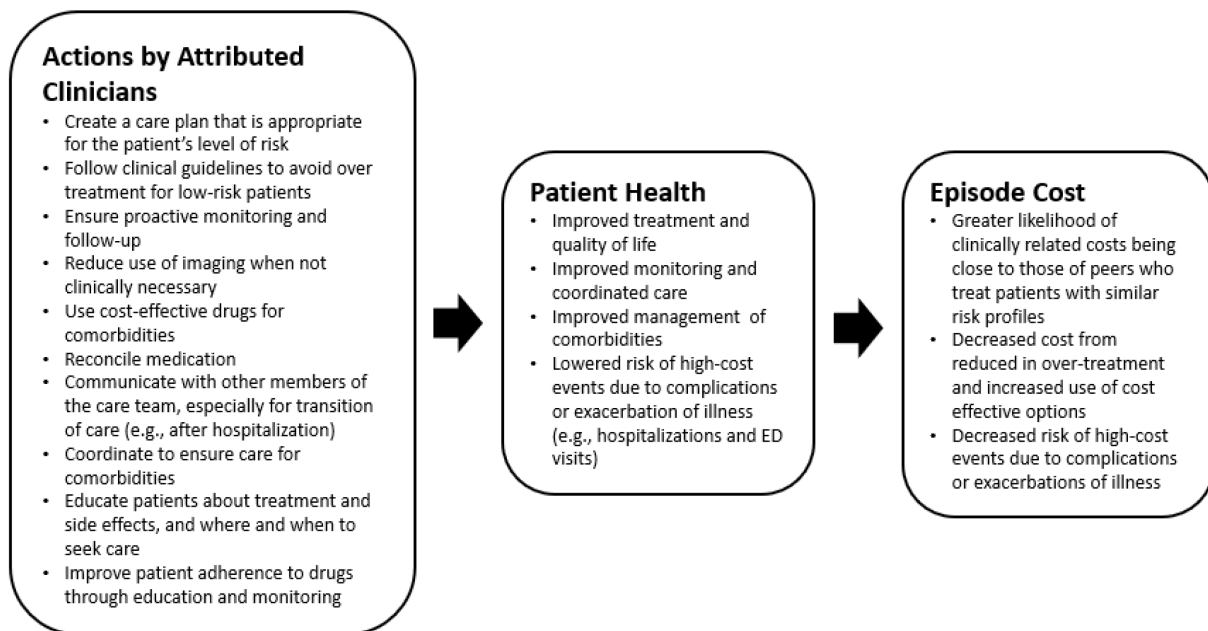 Actions by Attributed
Clinicians
• Create a care plan that is appropriate
for the patient's level of risk
• Follow clinical guidelines to avoid over
treatment for low-risk patients
• Ensure proactive monitoring and
follow-up
• Reduce use of imaging when not
clinically necessary
• Use cost-effective drugs for
comorbidities
• Reconcile medication
• Communicate with other members of
the care team, especially for transition
of care (e.g., after hospitalization)
• Coordinate to ensure care for
comorbidities
• Educate patients about treatment and
side effects, and where and when to
seek care
• Improve patient adherence to drugs
through education and monitoring
Patient Health
• Improved treatment and
quality of life
• Improved monitoring and
coordinated care
• Improved management of
comorbidities
• Lowered risk of high-cost
events due to complications
or exacerbation of illness
(e.g., hospitalizations and ED
visits)
Episode Cost
• Greater likelihood of
clinically related costs being
close to those of peers who
treat patients with similar
risk profiles
• Decreased cost from
reduced in over-treatment
and increased use of cost
effective options
• Decreased risk of high-cost
events due to complications
or exacerbations of illness